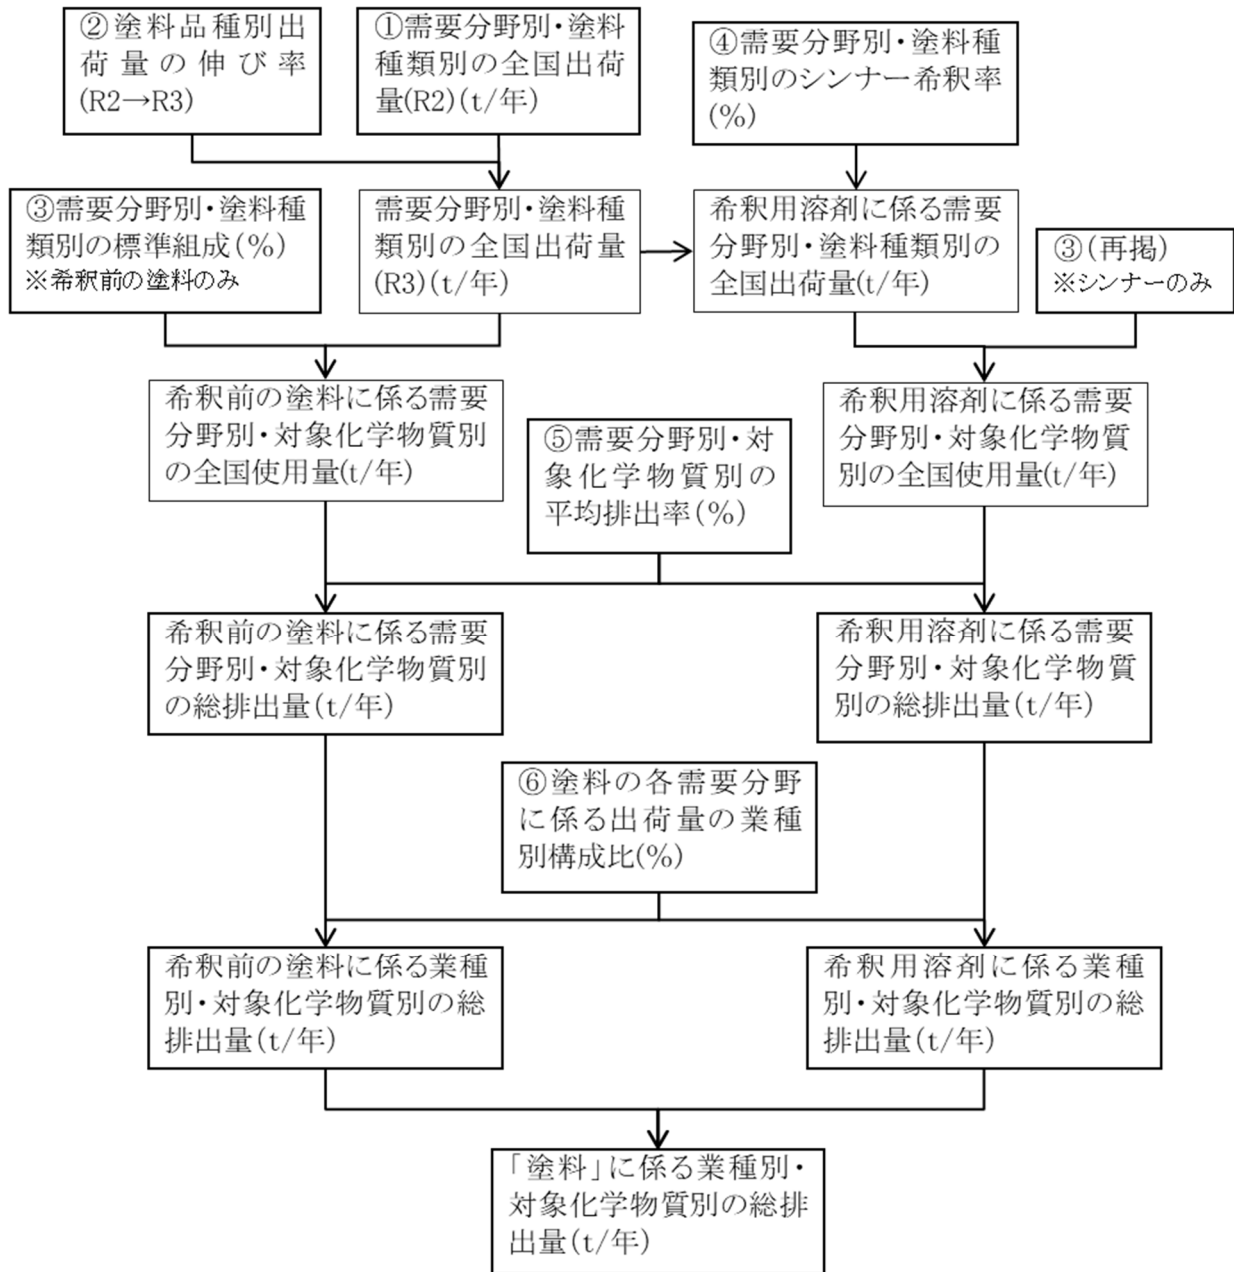 ②塗料品種別出
荷量の伸び率
(R2→R3)
①需要分野別・塗料
種類別の全国出荷
量(R2)(t/年)
④需要分野別・塗料種
類別のシンナー希釈率
(%)
③需要分野別・塗料種
類別の標準組成(%)
※希釈前の塗料のみ
需要分野別・塗料種
類別の全国出荷量
(R3)(t/年)
希釈用溶剤に係る需要
分野別・塗料種類別の
全国出荷量(t/年)
③(再掲)
※シンナーのみ
希釈前の塗料に係る需要
分野別・対象化学物質別
の全国使用量(t/年)
⑤需要分野別・対
象化学物質別の
平均排出率(%)
希釈用溶剤に係る需要
分野別・対象化学物質
別の全国使用量(t/年)
希釈前の塗料に係る需要
分野別・対象化学物質別
の総排出量(t/年)
希釈用溶剤に係る需要
分野別・対象化学物質
別の総排出量(t/年)
⑥塗料の各需要分野
に係る出荷量の業種
別構成比(%)
希釈前の塗料に係る業種
別・対象化学物質別の総
排出量(t/年)
希釈用溶剤に係る業種
別・対象化学物質別の総
排出量(t/年)
「塗料」に係る業種別・
対象化学物質別の総排
出量(t/年)